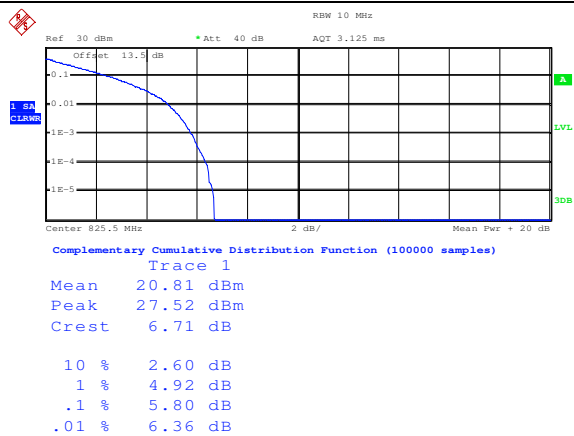 R S
RBW 10 MHz
Ref 30 dBm * Att 40 dB AQT 3.125 ms
Offset 13.5 dB
0.1
A
1 SA
CLRWR
0.01
LVL
1E-3
1E-4
1E-5
3DB
Center 825.5 MHz 2 dB/ Mean Pwr + 20 dB
Complementary Cumulative Distribution Function (100000 samples)
Trace 1
Mean 20.81 dBm
Peak 27.52 dBm
Crest 6.71 dB
10 % 2.60 dB
1 % 4.92 dB
.1 % 5.80 dB
.01 % 6.36 dB